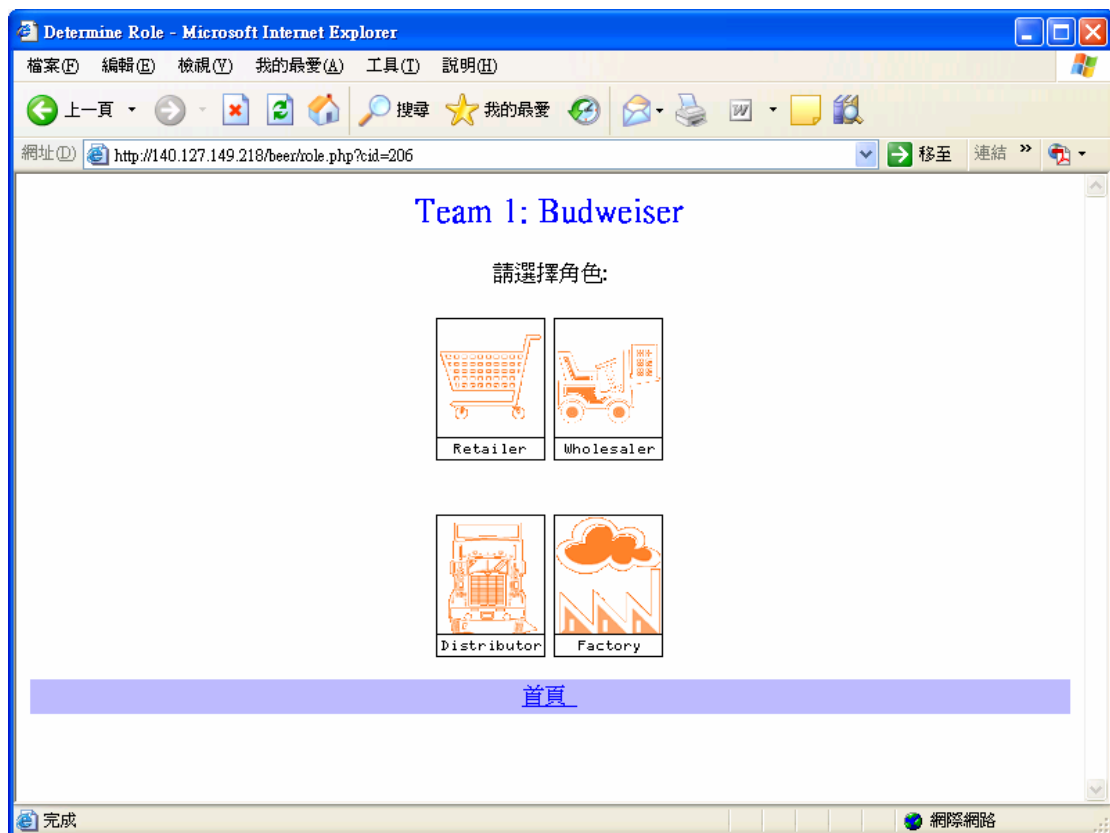 Determine Role - Microsoft Internet Explorer
檔案(F) 編輯(E) 檢視(V) 我的最愛(A) 工具(T) 說明(H)
上一頁 搜尋 我的最愛
網址(D) http://140.127.149.218/beer/role.php?cid=206 移至 連結 »
Team 1: Budweiser
請選擇角色:
Retailer Wholesaler
Distributor Factory
首頁
完成 網際網路